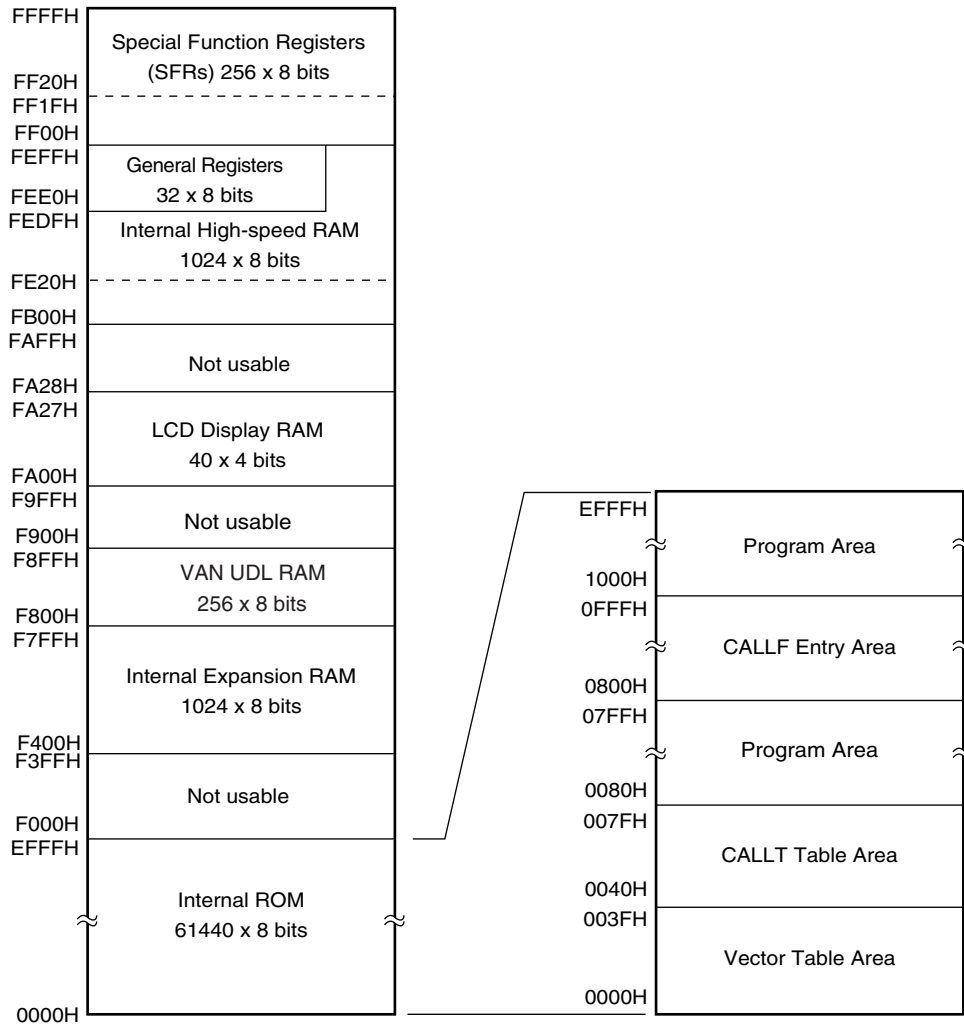 FFFFH
Special Function Registers
(SFRs) 256 x 8 bits
FF20H
FF1FH
FF00H
FEFFH
General Registers
32 x 8 bits
FEE0H
FEDFH
Internal High-speed RAM
1024 x 8 bits
FE20H
FB00H
FAFFH
Not usable
FA28H
FA27H
LCD Display RAM
40 x 4 bits
FA00H
F9FFH
Not usable
F900H
F8FFH
VAN UDL RAM
256 x 8 bits
F800H
F7FFH
Internal Expansion RAM
1024 x 8 bits
F400H
F3FFH
Not usable
F000H
EFFFH
Internal ROM
61440 x 8 bits
0000H
EFFFH
Program Area
1000H
0FFFH
CALLF Entry Area
0800H
07FFH
Program Area
0080H
007FH
CALLT Table Area
0040H
003FH
Vector Table Area
0000H